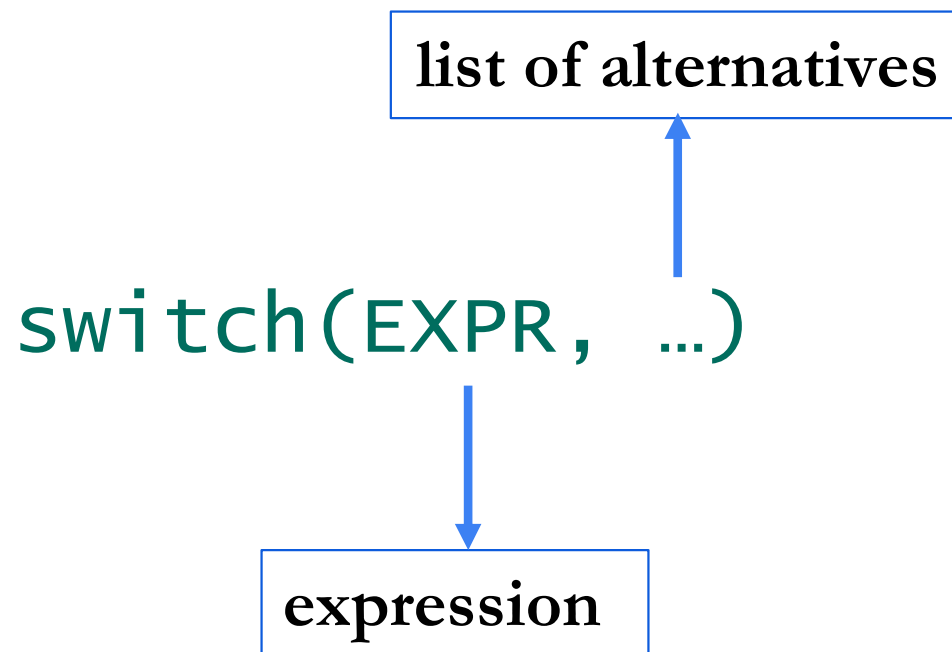 list of alternatives
switch(EXPR, …)
expression